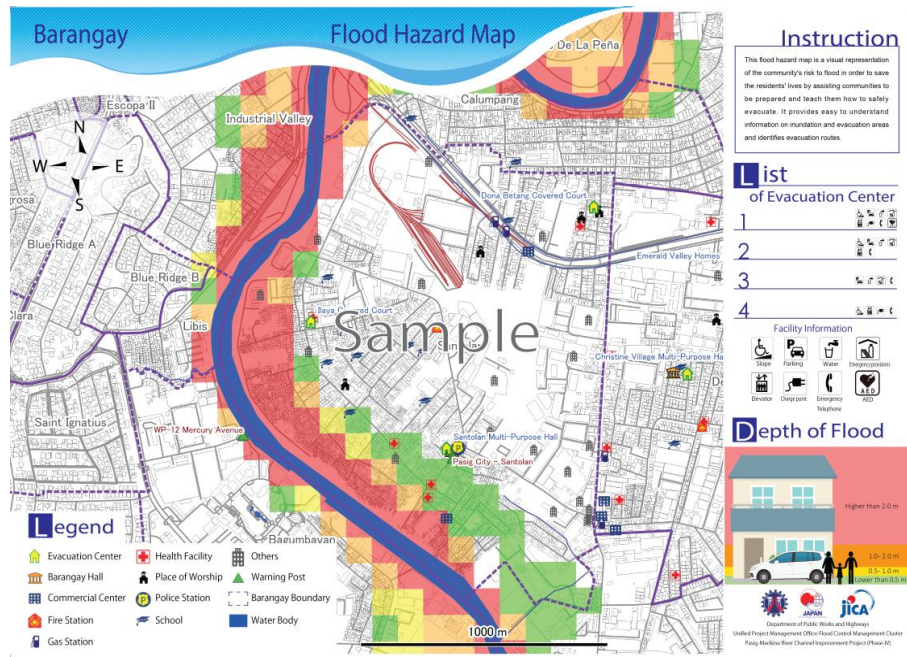 Barangay
Flood Hazard Map
De La Peña
Escopa II
Calumpang
Industrial Valley
N
W
E
S
Dona Betang Covered Court
Blue Ridge A
Emerald Valley Homes
Blue Ridge B
Clara
Libis
Covered Court
Sample
Christine Village Multi-Purpose Ha
De
Saint Ignatius
WP-12 Mercury Avenue
Santolan Multi-Purpose Hall
Pasig City - Santolan
Bagumbayan
1000 m
Legend
Evacuation Center
Health Facility
Others
Barangay Hall
Place of Worship
Warning Post
Commercial Center
Police Station
Barangay Boundary
Fire Station
School
Water Body
Gas Station
Instruction
This flood hazard map is a visual representation
of the community's risk to flood in order to save
the residents' lives by assisting communities to
be prepared and teach them how to safely
evacuate. It provides easy to understand
information on inundation and evacuation areas
and identifies evacuation routes.
List
of Evacuation Center
1
2
3
4
Facility Information
Slope
Parking
Water
Emergency provisions
Elevator
Charge point
Emergency
Telephone
AED
AED
Depth of Flood
Higher than 2.0 m
1.0- 2.0 m
0.5- 1.0 m
Lower than 0.5 m
JAPAN
JICA
Department of Public Works and Highways
Unified Project Management Office-Flood Control Management Cluster
Pasig-Marikina River Channel Improvement Project (Phase-IV)